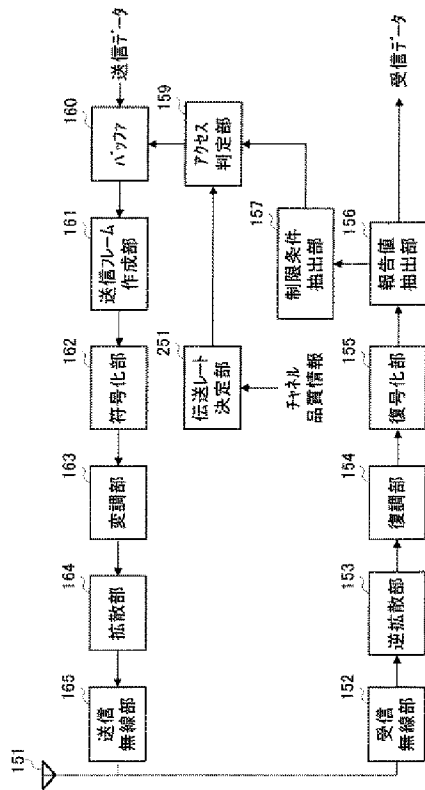 151
165
送信
無線部
164
拡散部
163
変調部
162
符号化部
161
送信フレーム
作成部
160
バッファ
送信データ
251
伝送レート
決定部
159
アクセス
判定部
チャネル
品質情報
157
制限条件
抽出部
152
受信
無線部
153
逆拡散部
154
復調部
155
復号化部
156
報告値
抽出部
受信データ